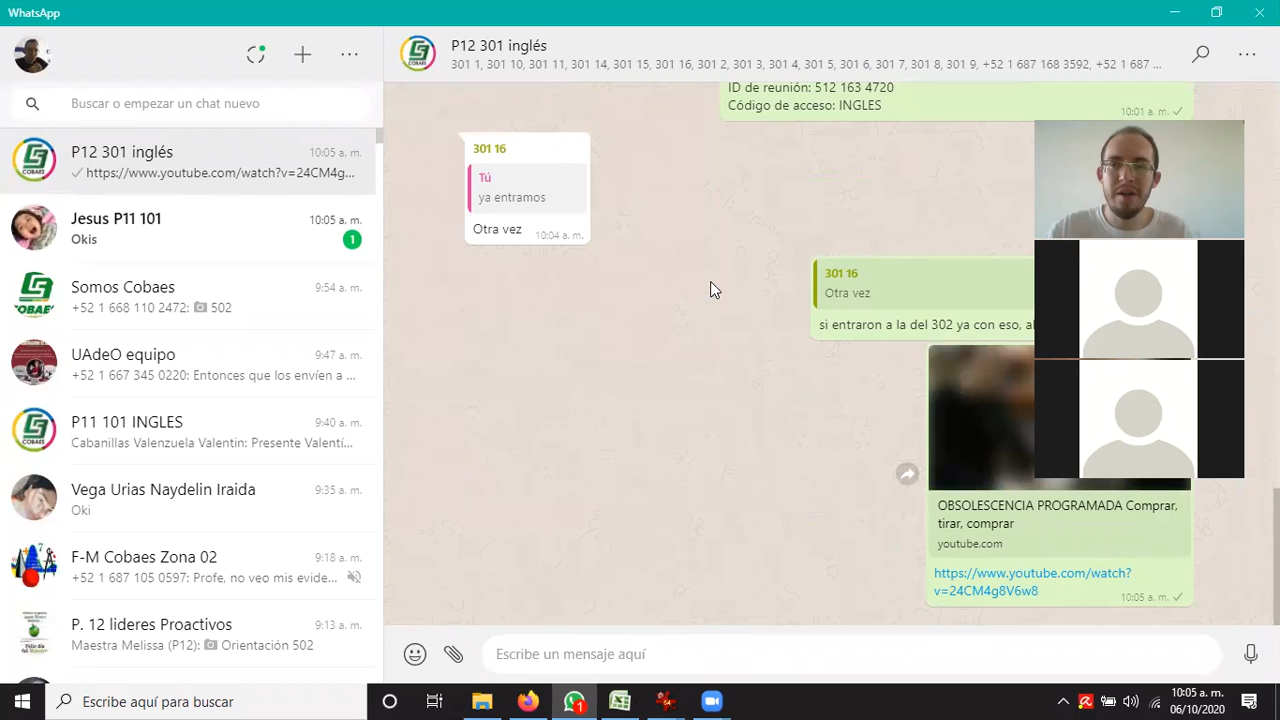 WhatsApp
Buscar o empezar un chat nuevo
P12 301 inglés
10:05 a. m.
https://www.youtube.com/watch?v=24CM4g...
Jesus P11 101
10:05 a. m.
Okis
1
Somos Cobaes
9:54 a. m.
+52 1 668 110 2472: 502
UAdeO equipo
9:47 a. m.
+52 1 667 345 0220: Entonces que los envíen a ...
P11 101 INGLES
9:40 a. m.
Cabanillas Valenzuela Valentin: Presente Valentí...
Vega Urias Naydelin Iraida
9:35 a. m.
Oki
F-M Cobaes Zona 02
9:18 a. m.
+52 1 687 105 0597: Profe, no veo mis evide...
P. 12 lideres Proactivos
9:13 a. m.
Maestra Melissa (P12): Orientación 502
P12 301 inglés
301 1, 301 10, 301 11, 301 14, 301 15, 301 16, 301 2, 301 3, 301 4, 301 5, 301 6, 301 7, 301 8, 301 9, +52 1 687 168 3592, +52 1 687 ...
COBAES
ID de reunión: 512 163 4720
Código de acceso: INGLES
10:01 a. m.
301 16
Tú
ya entramos
Otra vez
10:04 a. m.
301 16
Otra vez
si entraron a la del 302 ya con eso, al
OBSOLESCENCIA PROGRAMADA Comprar,
tirar, comprar
youtube.com
https://www.youtube.com/watch?
v=24CM4g8V6w8
10:05 a. m.
Escribe un mensaje aquí
Escribe aquí para buscar
1
10:05 a. m.
06/10/2020